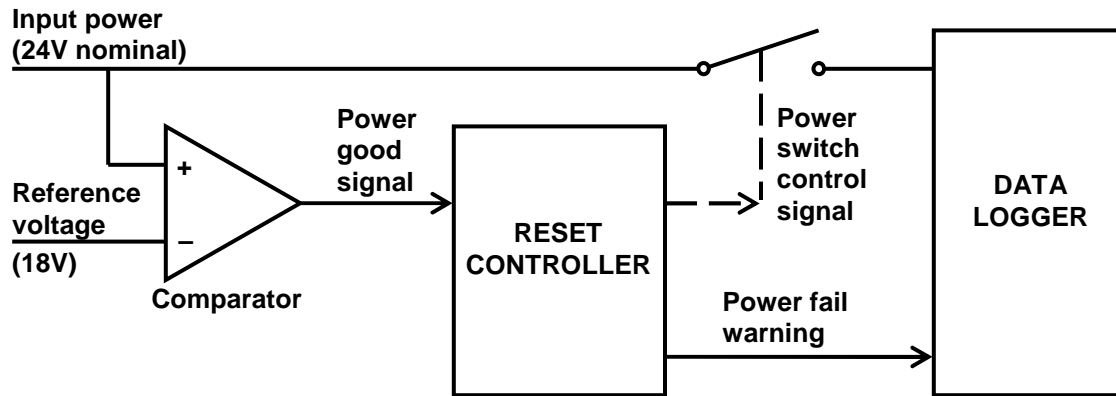 Input power
(24V nominal)
Power
good
signal
Power
switch
control
signal
+
Reference
voltage
–
(18V)
Comparator
RESET
CONTROLLER
DATA
LOGGER
Power fail
warning